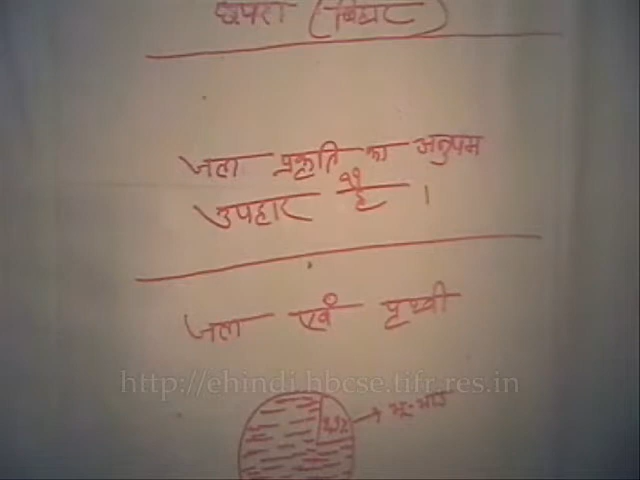 छपरा (बिहार)
जल प्रकृति का अनुपम
उपहार है ।
जल एवं पृथ्वी
http://ehindi.hbcse.tifr.res.in
भू-भाग